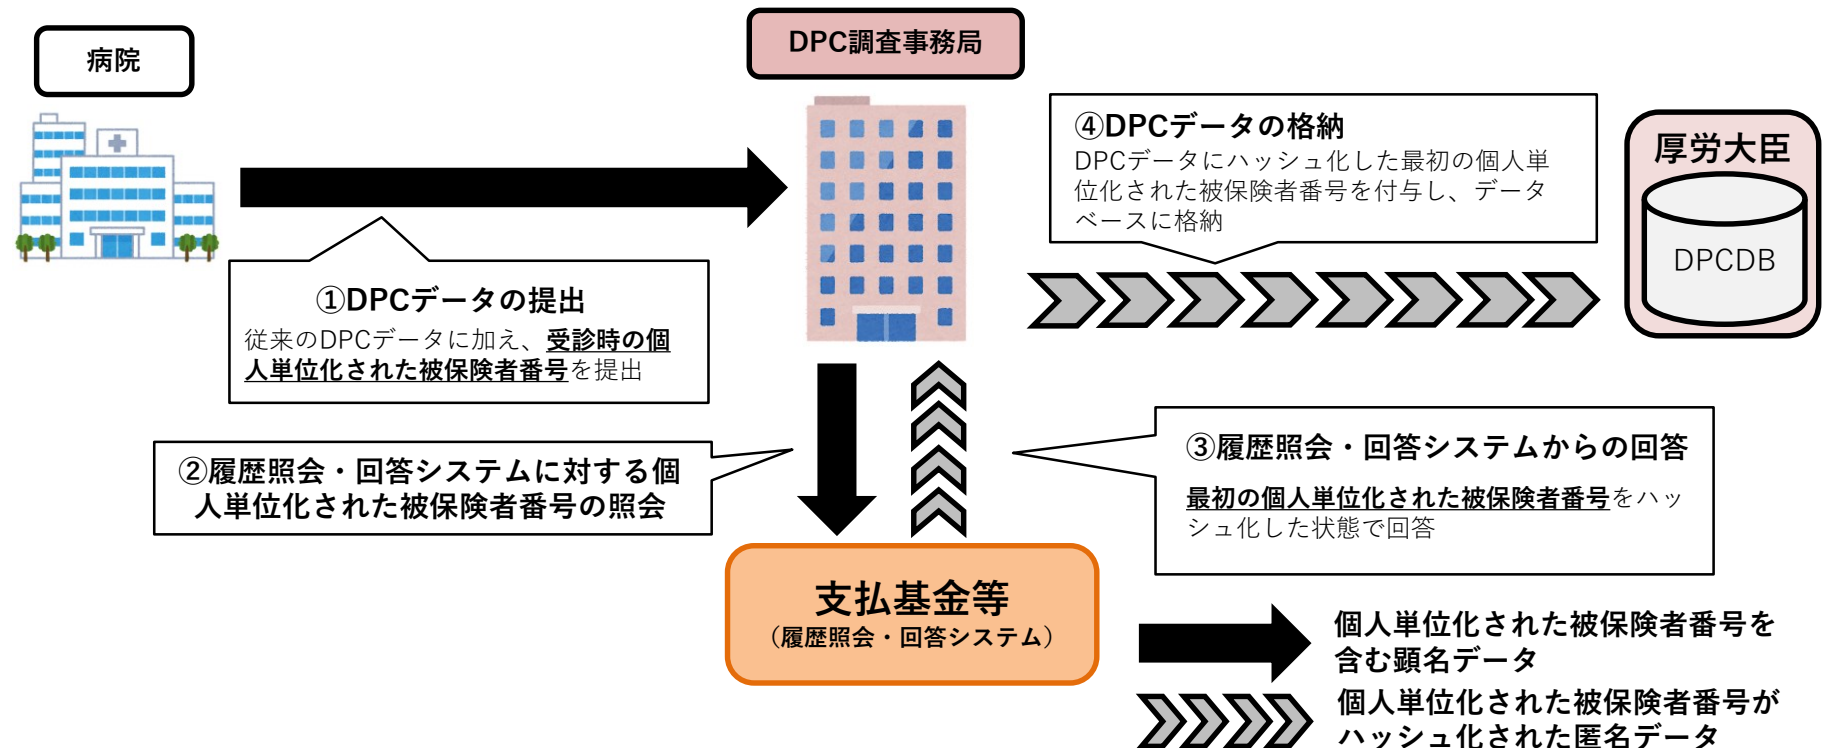 病院
DPC調査事務局
④DPCデータの格納
DPCデータにハッシュ化した最初の個人単
位化された被保険者番号を付与し、データ
ベースに格納
厚労大臣
DPCDB
①DPCデータの提出
従来のDPCデータに加え、受診時の個
人単位化された被保険者番号を提出
②履歴照会・回答システムに対する個
人単位化された被保険者番号の照会
③履歴照会・回答システムからの回答
最初の個人単位化された被保険者番号をハッ
シュ化した状態で回答
支払基金等
（履歴照会・回答システム）
個人単位化された被保険者番号を
含む顕名データ
個人単位化された被保険者番号が
ハッシュ化された匿名データ